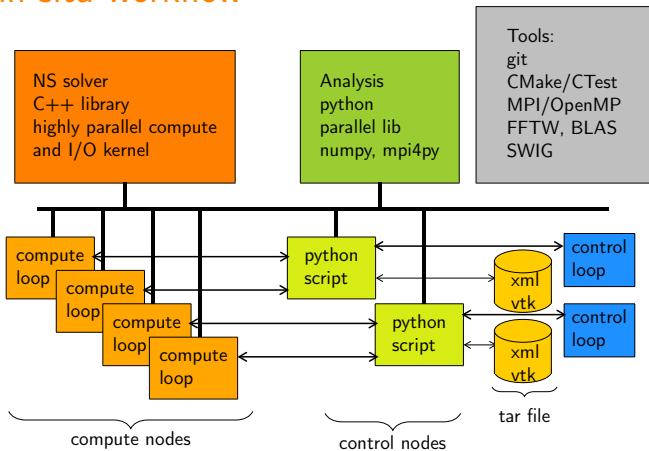 NS solver
C++ library
highly parallel compute
and I/O kernel
Analysis
python
parallel lib
numpy, mpi4py
Tools:
git
CMake/CTest
MPI/OpenMP
FFTW, BLAS
SWIG
compute
loop
compute
loop
compute
loop
compute
loop
python
script
python
script
xml
vtk
xml
vtk
control
loop
control
loop
compute nodes
control nodes
tar file